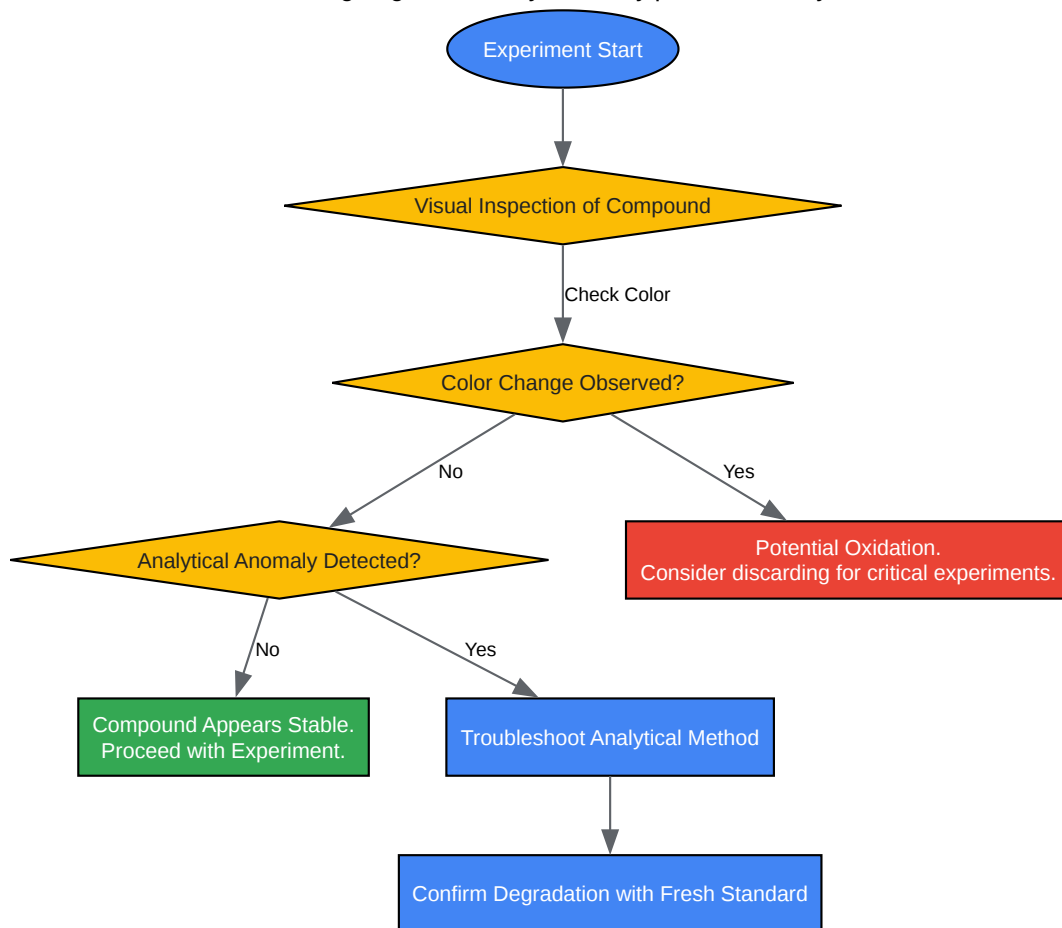 Experiment Start
Visual Inspection of Compound
Check Color
Color Change Observed?
No
Yes
Analytical Anomaly Detected?
Potential Oxidation.
Consider discarding for critical experiments.
No
Yes
Compound Appears Stable.
Proceed with Experiment.
Troubleshoot Analytical Method
Confirm Degradation with Fresh Standard